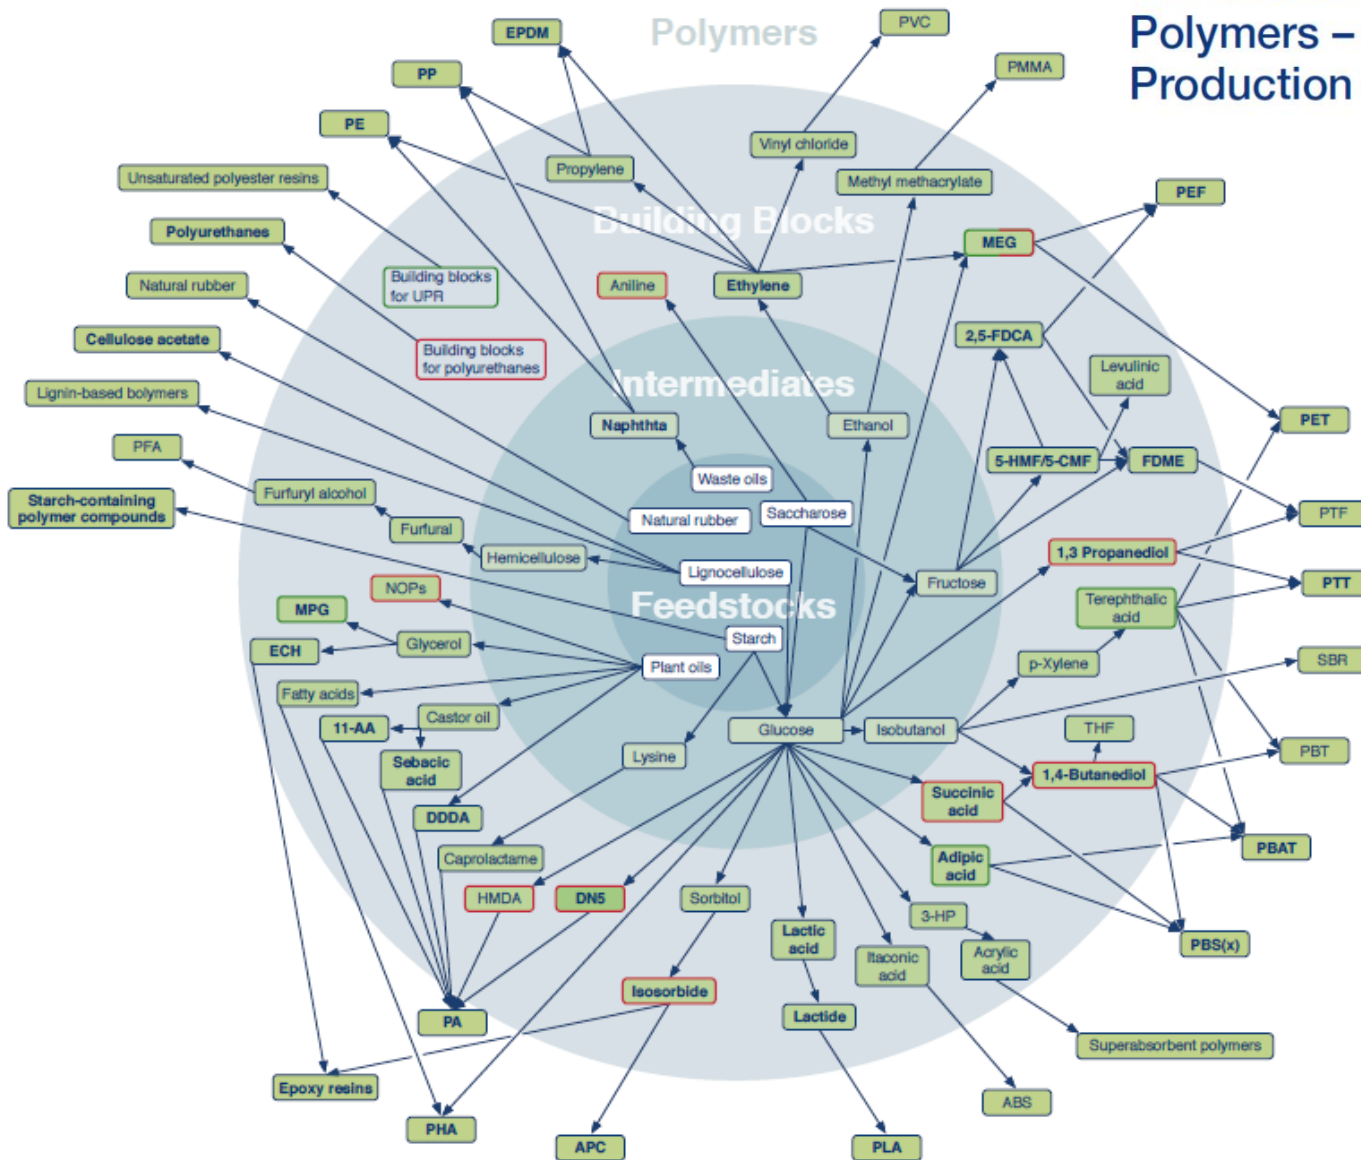 Polymers –
Production
Polymers
PVC
EPDM
PMMA
PP
PE
Vinyl chloride
Propylene
Unsaturated polyester resins
Methyl methacrylate
PEF
Building Blocks
Polyurethanes
MEG
Building blocks
for UPR
Natural rubber
Aniline
Ethylene
Cellulose acetate
2,5-FDCA
Building blocks
for polyurethanes
Levulinic
acid
Intermediates
Lignin-based bolymers
Naphthta
Ethanol
PET
PFA
5-HMF/5-CMF
FDME
Waste oils
Furfuryl alcohol
Starch-containing
polymer compounds
Saccharose
PTF
Natural rubber
Furfural
Hemicellulose
1,3 Propanediol
Lignocellulose
Fructose
PTT
NOPs
Feedstocks
Terephthalic
acid
MPG
Starch
Glycerol
ECH
Plant oils
p-Xylene
SBR
Fatty acids
Castor oil
11-AA
Glucose
Isobutanol
THF
Lysine
PBT
Sebacic
acid
1,4-Butanediol
Succinic
acid
DDDA
PBAT
Caprolactame
Adipic
acid
HMDA
DN5
Sorbitol
3-HP
Lactic
acid
PBS(x)
Itaconic
acid
Acrylic
acid
Isosorbide
PA
Lactide
Superabsorbent polymers
Epoxy resins
ABS
PHA
APC
PLA